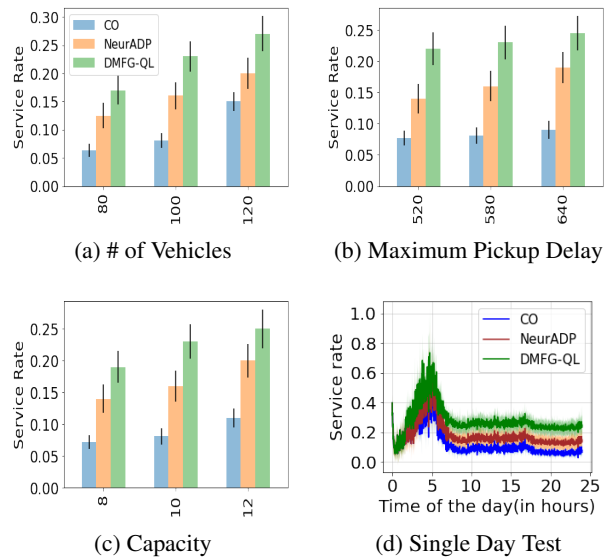 CO
NeurADP
DMFG-QL
Service Rate
0.30
0.25
0.20
0.15
0.10
0.05
0.00
80
100
120
(a) # of Vehicles
Service Rate
0.25
0.20
0.15
0.10
0.05
0.00
520
580
640
(b) Maximum Pickup Delay
Service Rate
0.25
0.20
0.15
0.10
0.05
0.00
8
10
12
(c) Capacity
CO
NeurADP
DMFG-QL
Service rate
1.0
0.8
0.6
0.4
0.2
0.0
0
5
10
15
20
25
Time of the day(in hours)
(d) Single Day Test